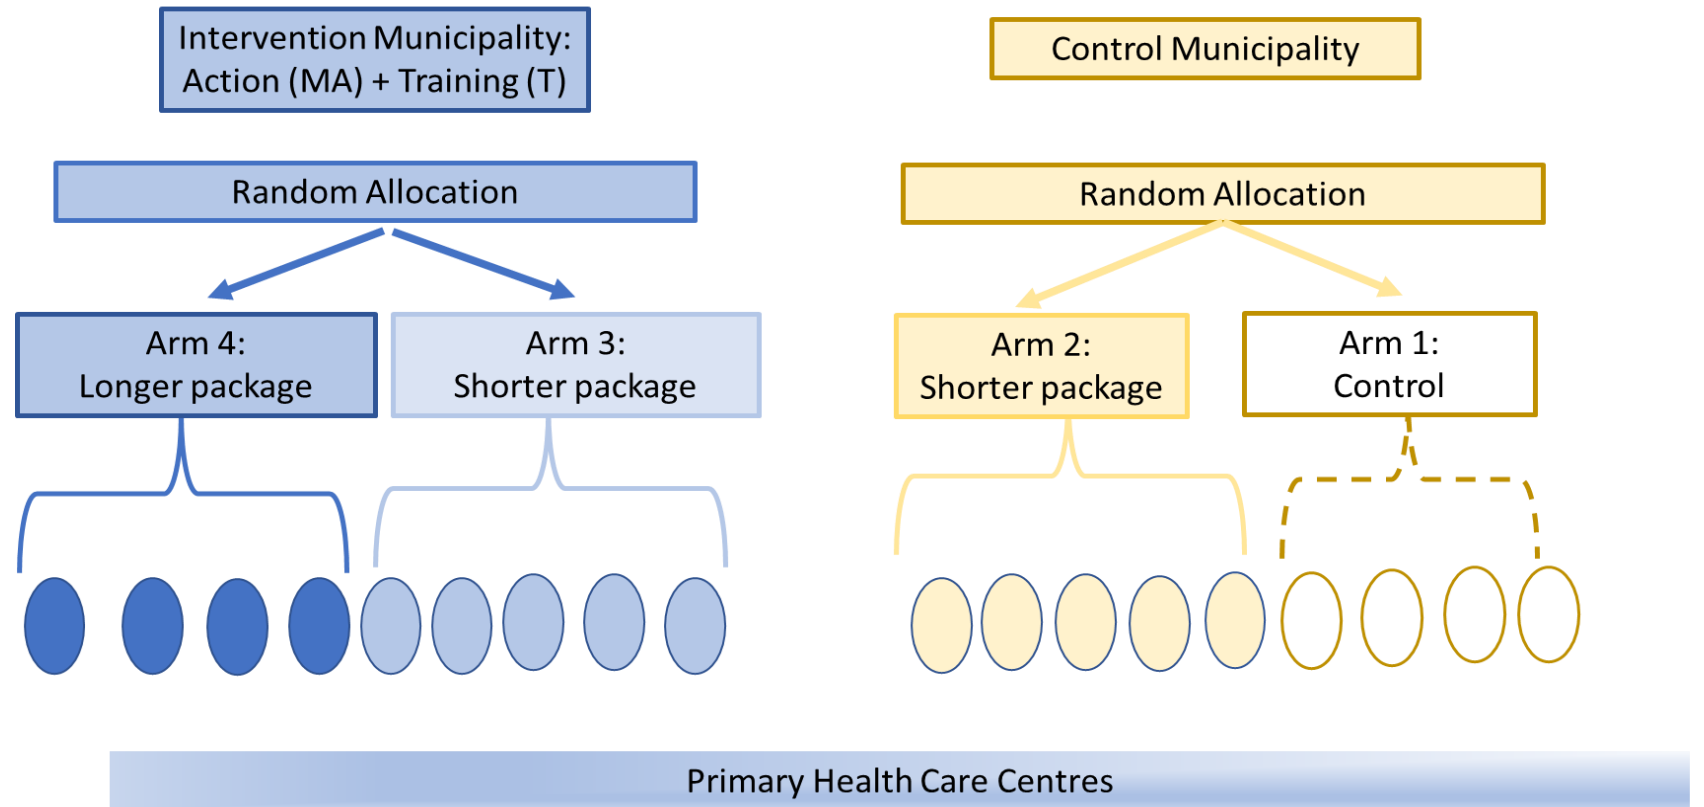 Intervention Municipality:
Action (MA) + Training (T)
Control Municipality
Random Allocation
Random Allocation
Arm 4:
Longer package
Arm 3:
Shorter package
Arm 2:
Shorter package
Arm 1:
Control
Primary Health Care Centres